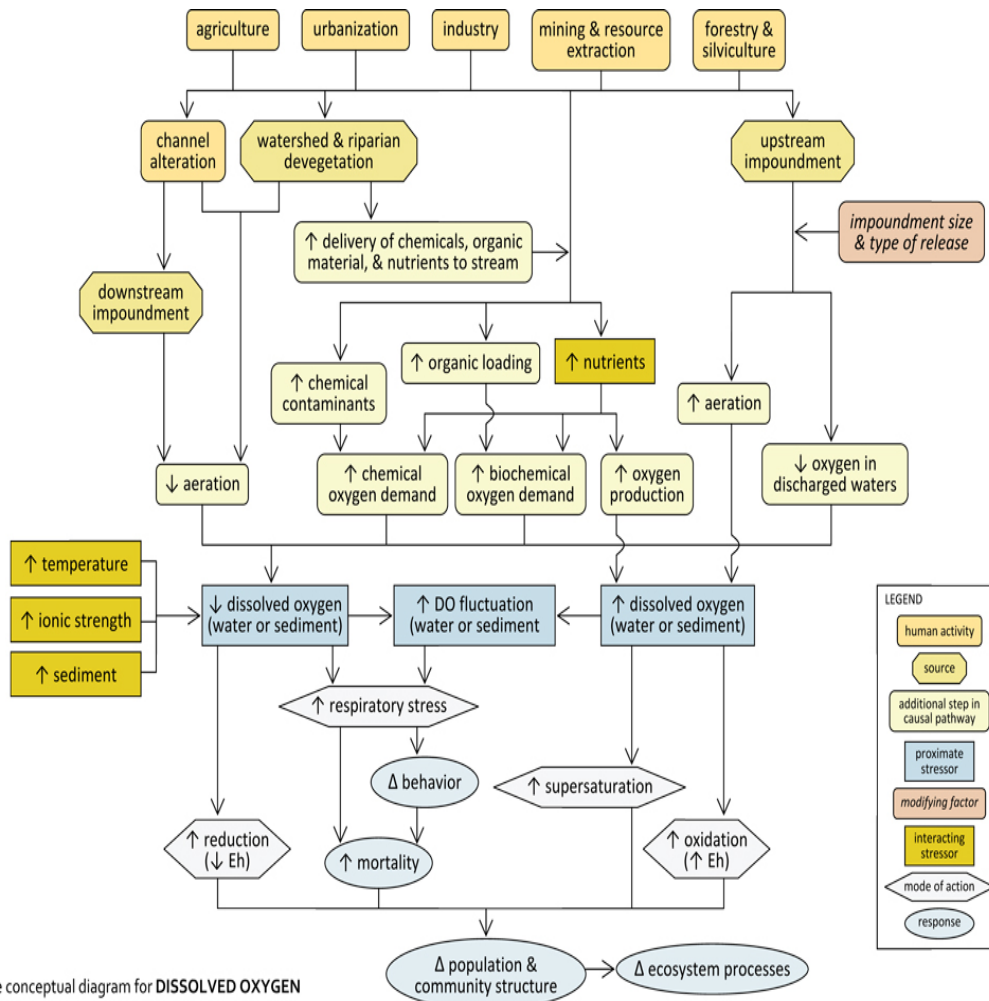 agriculture
urbanization
industry
mining & resource
extraction
forestry &
silviculture
channel
alteration
watershed & riparian
devegetation
upstream
impoundment
impoundment size
& type of release
↑ delivery of chemicals, organic
material, & nutrients to stream
downstream
impoundment
↑ chemical
contaminants
↑ organic loading
↑ nutrients
↑ aeration
↓ aeration
↑ chemical
oxygen demand
↑ biochemical
oxygen demand
↑ oxygen
production
↓ oxygen in
discharged waters
↑ temperature
↑ ionic strength
↑ sediment
↓ dissolved oxygen
(water or sediment)
↑ DO fluctuation
(water or sediment
↑ dissolved oxygen
(water or sediment)
↑ respiratory stress
Δ behavior
↑ supersaturation
↑ reduction
(↓ Eh)
↑ mortality
↑ oxidation
(↑ Eh)
Δ population &
community structure
Δ ecosystem processes
LEGEND
human activity
source
additional step in
causal pathway
proximate
stressor
modifying factor
interacting
stressor
mode of action
response
e conceptual diagram for DISSOLVED OXYGEN